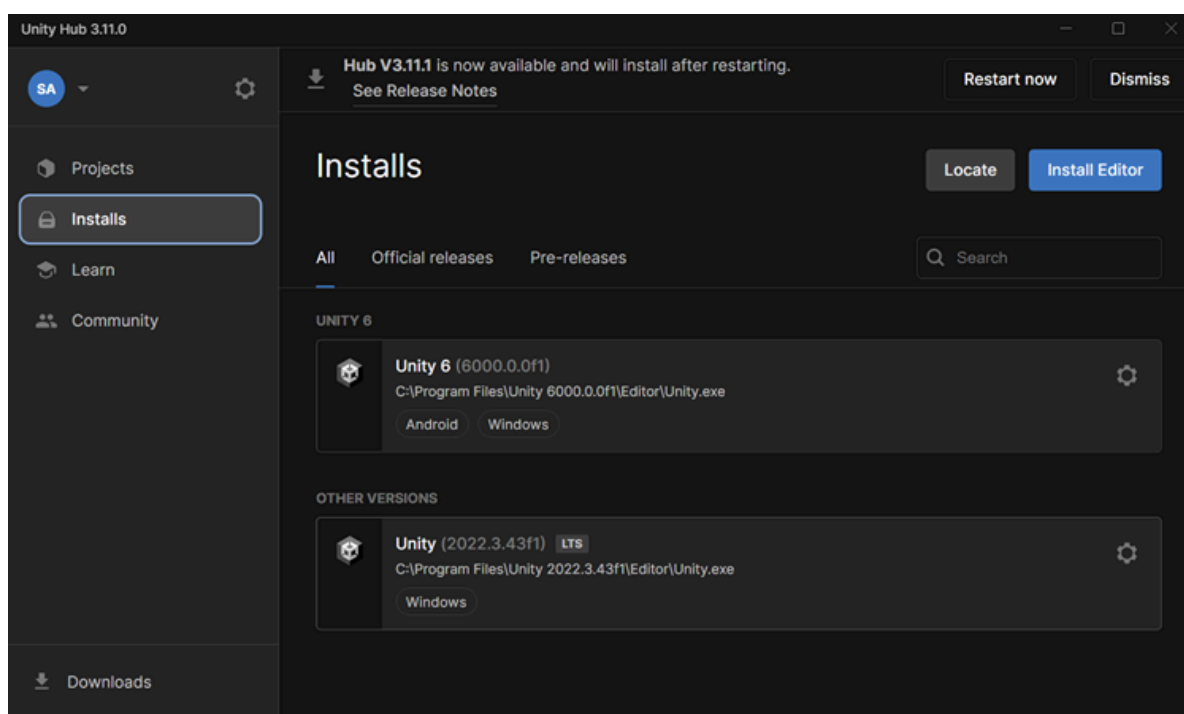 Unity Hub 3.11.0
SA
Projects
Installs
Learn
Community
Downloads
Hub V3.11.1 is now available and will install after restarting.
See Release Notes
Restart now
Dismiss
Installs
Locate
Install Editor
All
Official releases
Pre-releases
Search
UNITY 6
Unity 6 (6000.0.0f1)
C:\Program Files\Unity 6000.0.0f1\Editor\Unity.exe
Android
Windows
OTHER VERSIONS
Unity (2022.3.43f1) LTS
C:\Program Files\Unity 2022.3.43f1\Editor\Unity.exe
Windows